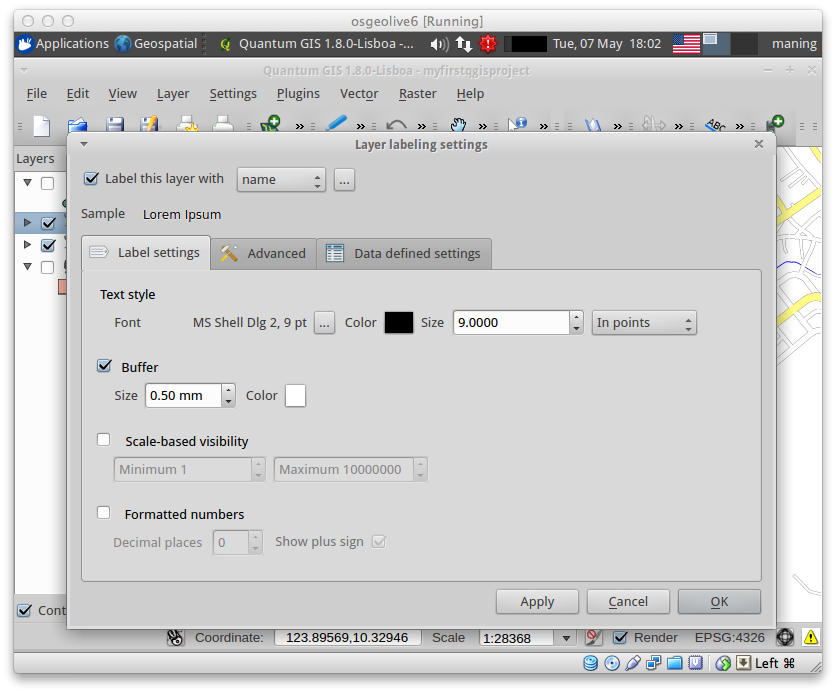 osgeolive6 [Running]
Applications Geospatial Quantum GIS 1.8.0-Lisboa -... Tue, 07 May 18:02 maning
Quantum GIS 1.8.0-Lisboa - myfirstqgisproject
File Edit View Layer Settings Plugins Vector Raster Help
ABC
Layers
Layer labeling settings
Label this layer with name ...
Sample Lorem Ipsum
Label settings Advanced Data defined settings
Text style
Font MS Shell Dlg 2, 9 pt ... Color Size 9.0000 In points
Buffer
Size 0.50 mm Color
Scale-based visibility
Minimum 1 Maximum 10000000
Formatted numbers
Decimal places 0 Show plus sign
Apply Cancel OK
Cont
Coordinate: 123.89569,10.32946 Scale 1:28368 Render EPSG:4326
Left ⌘